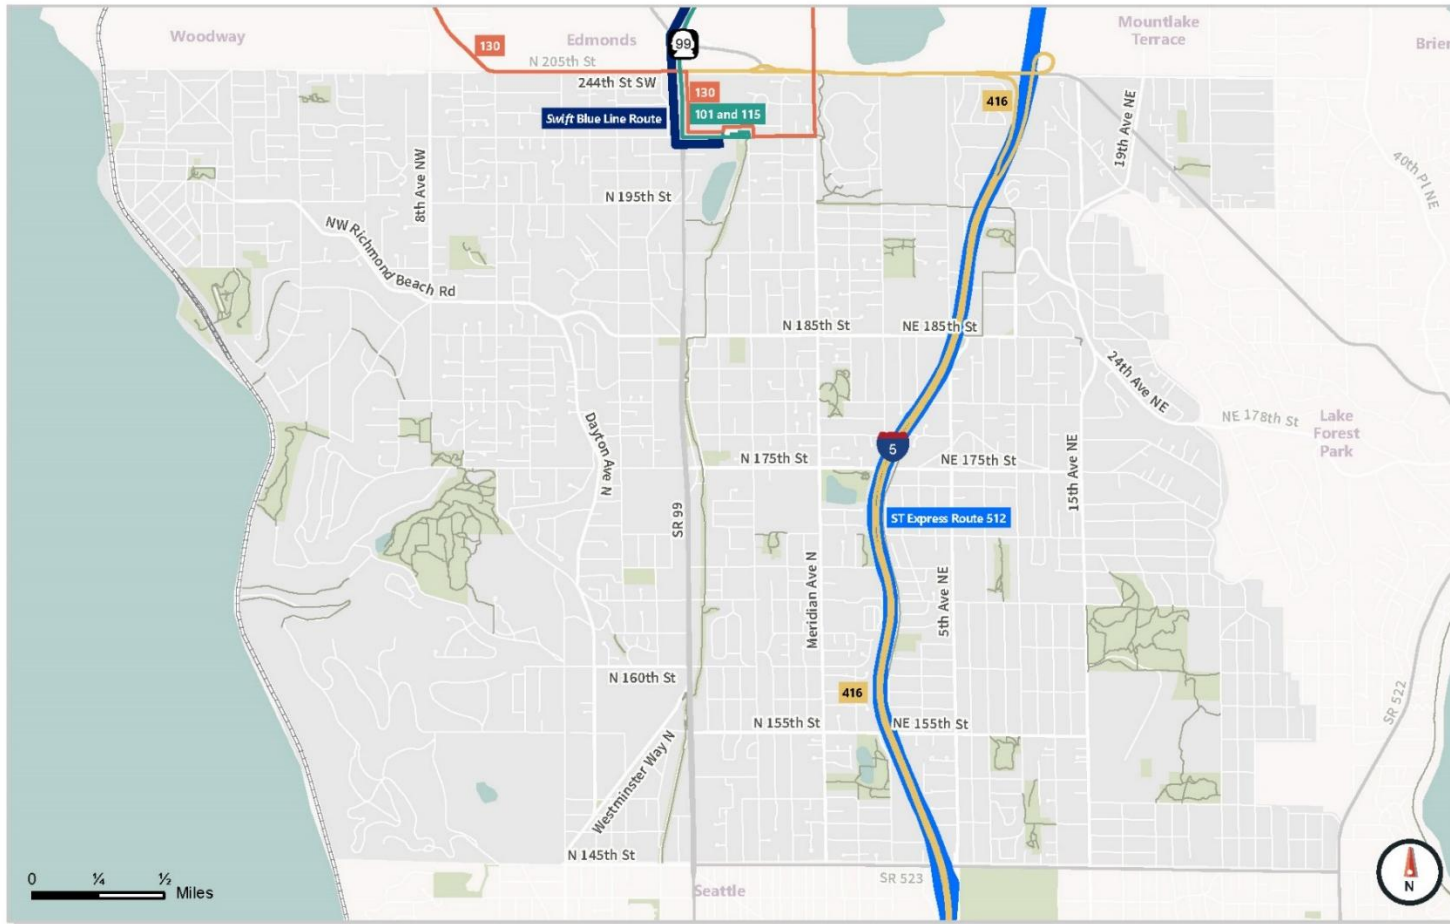 Woodway
Edmonds
Mountlake
Terrace
Brier
130
99
N 205th St
244th St SW
130
416
Swift Blue Line Route
101 and 115
19th Ave NE
8th Ave NW
40th Pl NE
N 195th St
NW Richmond Beach Rd
N 185th St
NE 185th St
24th Ave NE
NE 178th St
Lake
Forest
Park
Dayton Ave N
5
N 175th St
NE 175th St
15th Ave NE
SR 99
ST Express Route 512
Meridian Ave N
5th Ave NE
N 160th St
416
SR 522
N 155th St
NE 155th St
Westminster Way N
N 145th St
SR 523
Seattle
0 ¼ ½
Miles
N